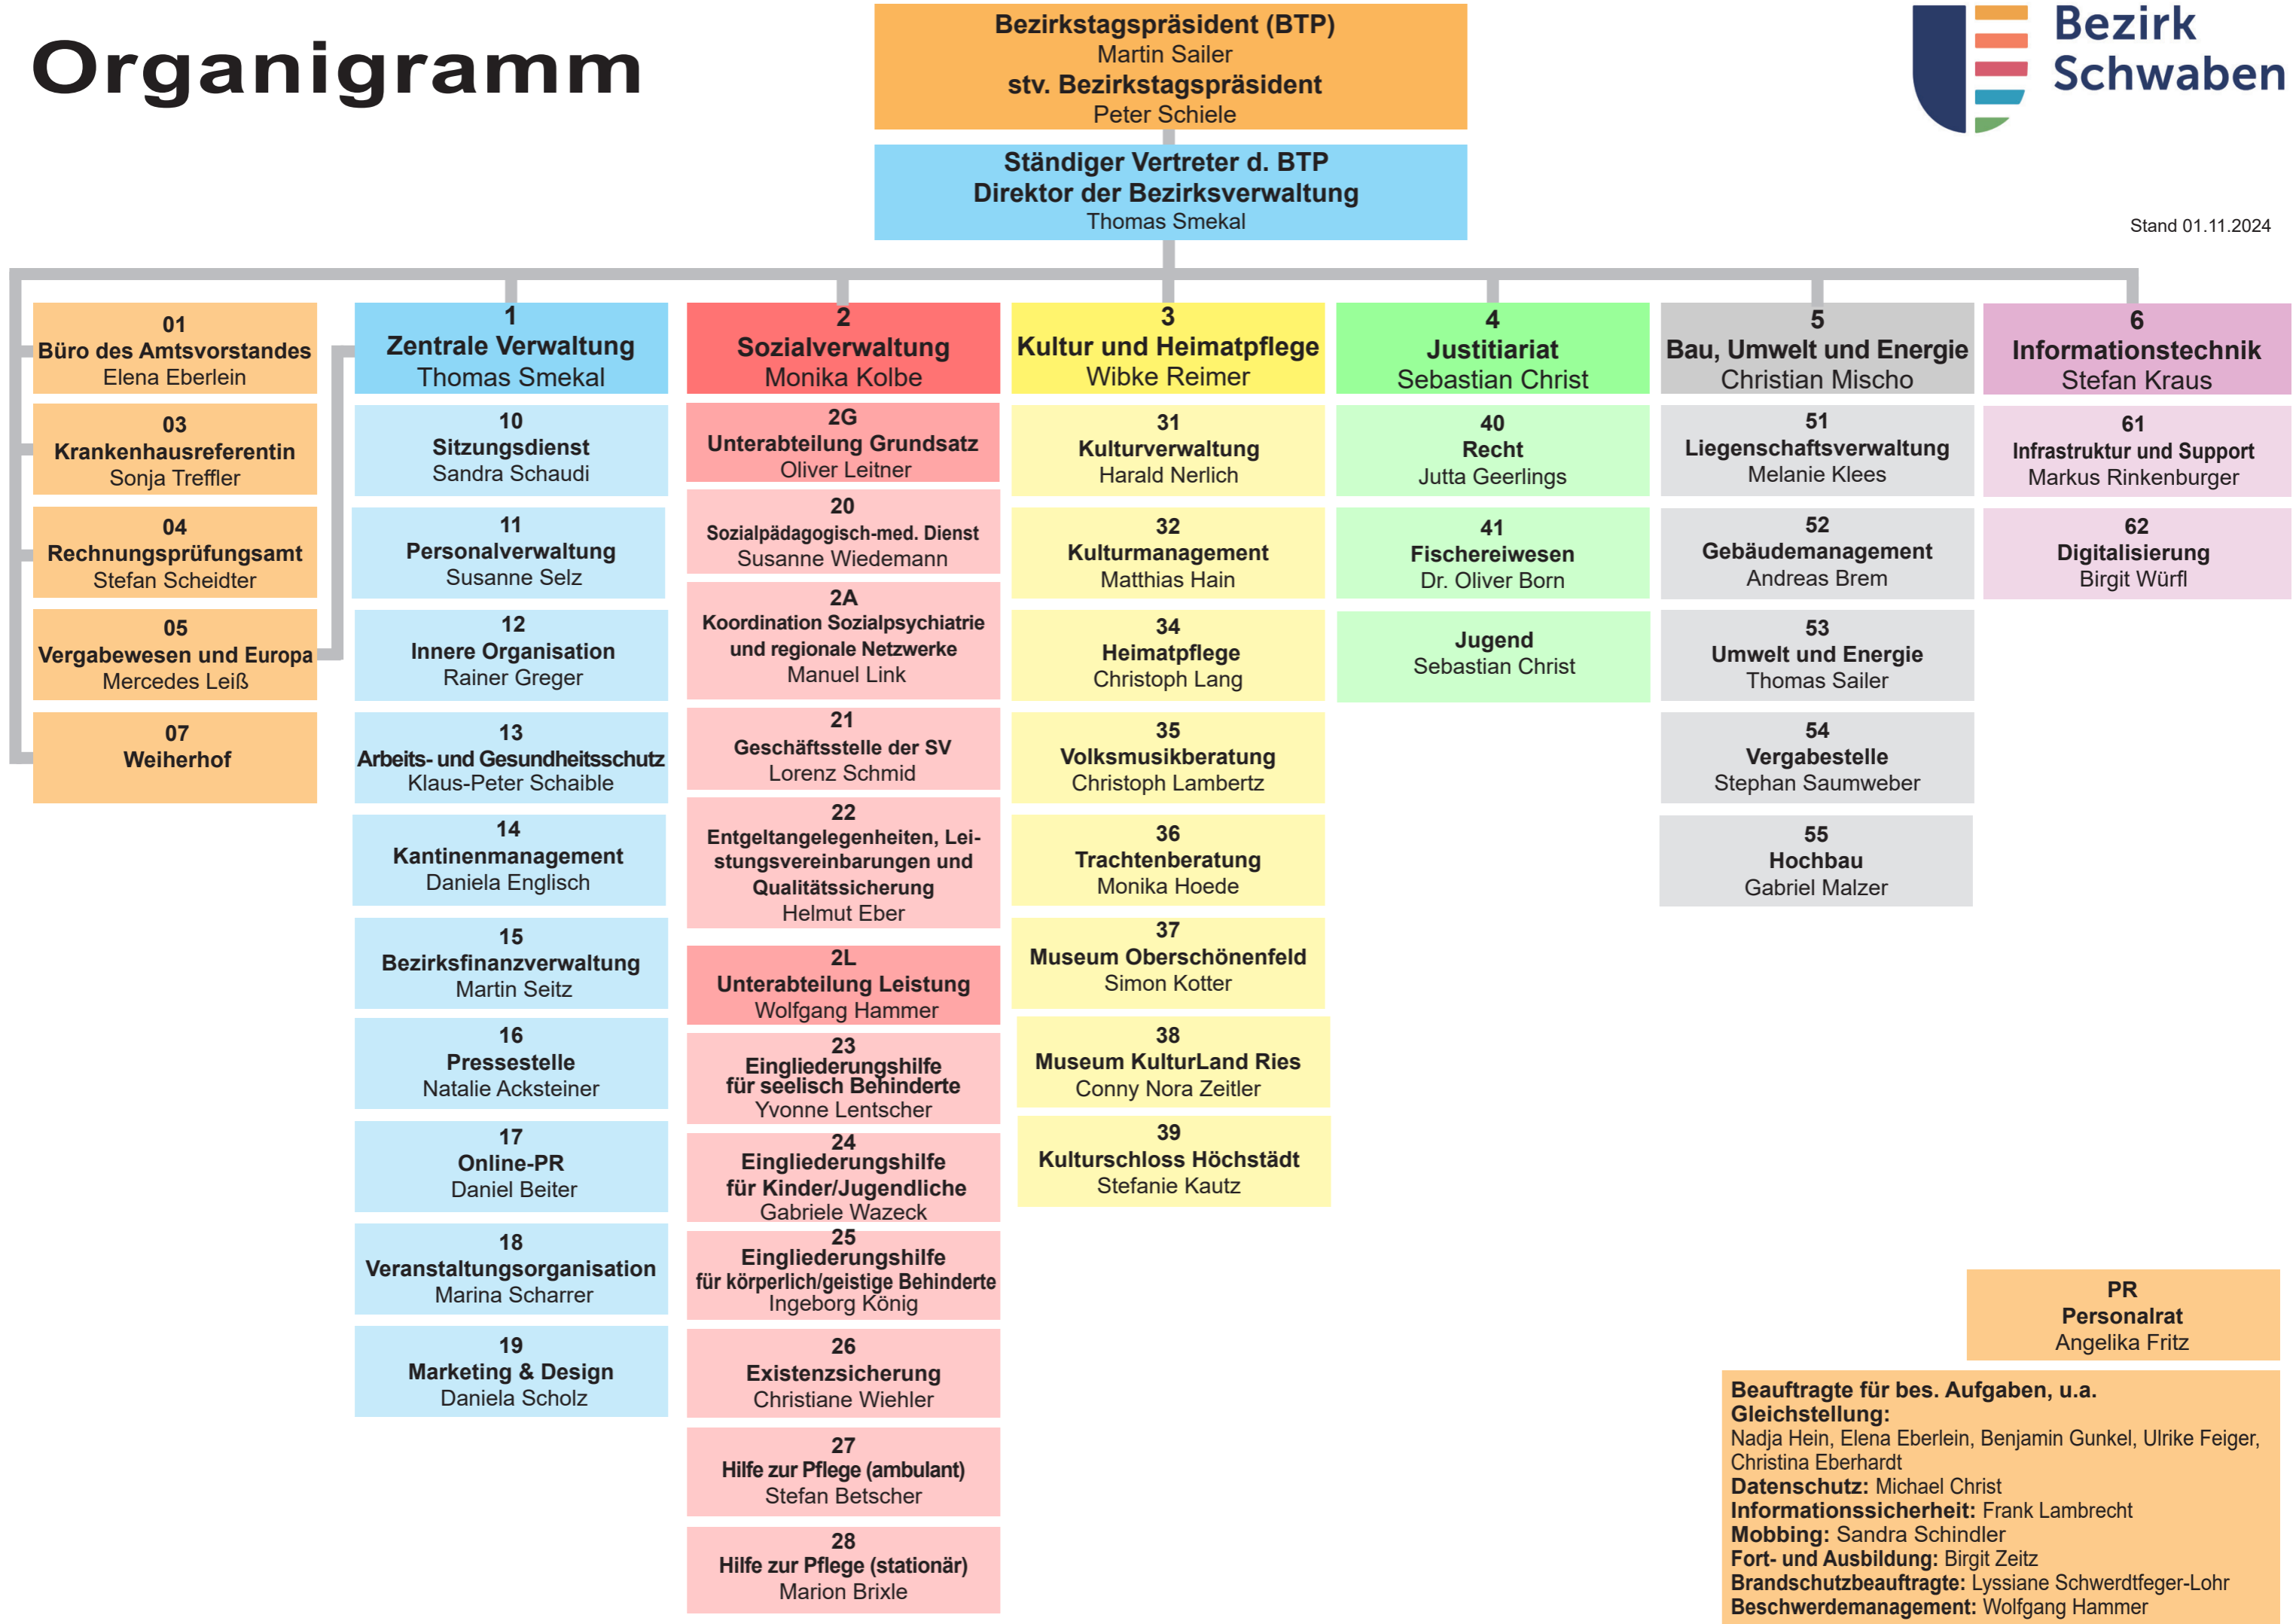 Organigramm
Bezirkstagspräsident (BTP)
Martin Sailer
stv. Bezirkstagspräsident
Peter Schiele
Ständiger Vertreter d. BTP
Direktor der Bezirksverwaltung
Thomas Smekal
Bezirk
Schwaben
Stand 01.11.2024
01
Büro des Amtsvorstandes
Elena Eberlein
03
Krankenhausreferentin
Sonja Treffler
04
Rechnungsprüfungsamt
Stefan Scheidter
05
Vergabewesen und Europa
Mercedes Leiß
07
Weiherhof
1
Zentrale Verwaltung
Thomas Smekal
10
Sitzungsdienst
Sandra Schaudi
11
Personalverwaltung
Susanne Selz
12
Innere Organisation
Rainer Greger
13
Arbeits- und Gesundheitsschutz
Klaus-Peter Schaible
14
Kantinenmanagement
Daniela Englisch
15
Bezirksfinanzverwaltung
Martin Seitz
16
Pressestelle
Natalie Acksteiner
17
Online-PR
Daniel Beiter
18
Veranstaltungsorganisation
Marina Scharrer
19
Marketing & Design
Daniela Scholz
2
Sozialverwaltung
Monika Kolbe
2G
Unterabteilung Grundsatz
Oliver Leitner
20
Sozialpädagogisch-med. Dienst
Susanne Wiedemann
2A
Koordination Sozialpsychiatrie
und regionale Netzwerke
Manuel Link
21
Geschäftsstelle der SV
Lorenz Schmid
22
Entgeltangelegenheiten, Lei-
stungsvereinbarungen und
Qualitätssicherung
Helmut Eber
2L
Unterabteilung Leistung
Wolfgang Hammer
23
Eingliederungshilfe
für seelisch Behinderte
Yvonne Lentscher
24
Eingliederungshilfe
für Kinder/Jugendliche
Gabriele Wazeck
25
Eingliederungshilfe
für körperlich/geistige Behinderte
Ingeborg König
26
Existenzsicherung
Christiane Wiehler
27
Hilfe zur Pflege (ambulant)
Stefan Betscher
28
Hilfe zur Pflege (stationär)
Marion Brixle
3
Kultur und Heimatpflege
Wibke Reimer
31
Kulturverwaltung
Harald Nerlich
32
Kulturmanagement
Matthias Hain
34
Heimatpflege
Christoph Lang
35
Volksmusikberatung
Christoph Lambertz
36
Trachtenberatung
Monika Hoede
37
Museum Oberschönenfeld
Simon Kotter
38
Museum KulturLand Ries
Conny Nora Zeitler
39
Kulturschloss Höchstädt
Stefanie Kautz
4
Justitiariat
Sebastian Christ
40
Recht
Jutta Geerlings
41
Fischereiwesen
Dr. Oliver Born
Jugend
Sebastian Christ
5
Bau, Umwelt und Energie
Christian Mischo
51
Liegenschaftsverwaltung
Melanie Klees
52
Gebäudemanagement
Andreas Brem
53
Umwelt und Energie
Thomas Sailer
54
Vergabestelle
Stephan Saumweber
55
Hochbau
Gabriel Malzer
6
Informationstechnik
Stefan Kraus
61
Infrastruktur und Support
Markus Rinkenburger
62
Digitalisierung
Birgit Würfl
PR
Personalrat
Angelika Fritz
Beauftragte für bes. Aufgaben, u.a.
Gleichstellung:
Nadja Hein, Elena Eberlein, Benjamin Gunkel, Ulrike Feiger,
Christina Eberhardt
Datenschutz: Michael Christ
Informationssicherheit: Frank Lambrecht
Mobbing: Sandra Schindler
Fort- und Ausbildung: Birgit Zeitz
Brandschutzbeauftragte: Lyssiane Schwerdtfeger-Lohr
Beschwerdemanagement: Wolfgang Hammer